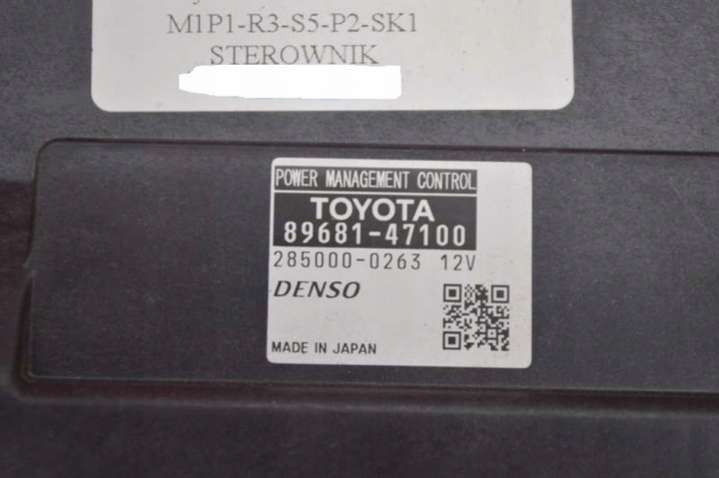 M1P1-R3-S5-P2-SK1
STEROWNIK
POWER MANAGEMENT CONTROL
TOYOTA
89681-47100
285000-0263 12V
DENSO
MADE IN JAPAN